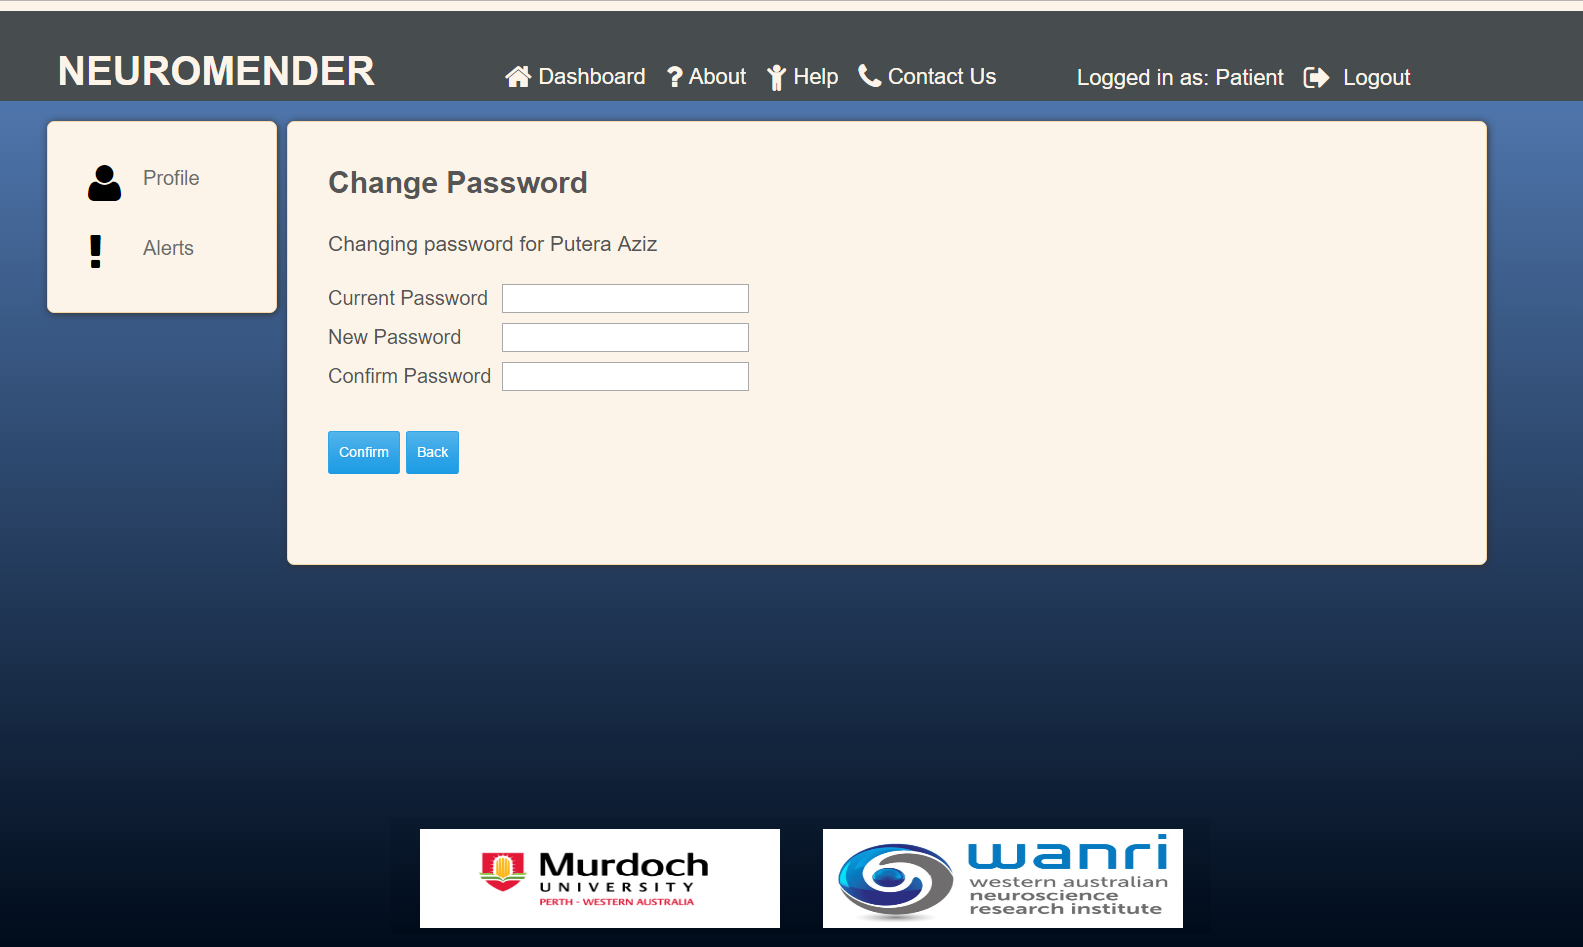 NEUROMENDER
Dashboard
About
Help
Contact Us
Logged in as: Patient
Logout
Profile
Alerts
Change Password
Changing password for Putera Aziz
Current Password
New Password
Confirm Password
Confirm
Back
Murdoch
UNIVERSITY
PERTH - WESTERN AUSTRALIA
wanri
western australian
neuroscience
research institute